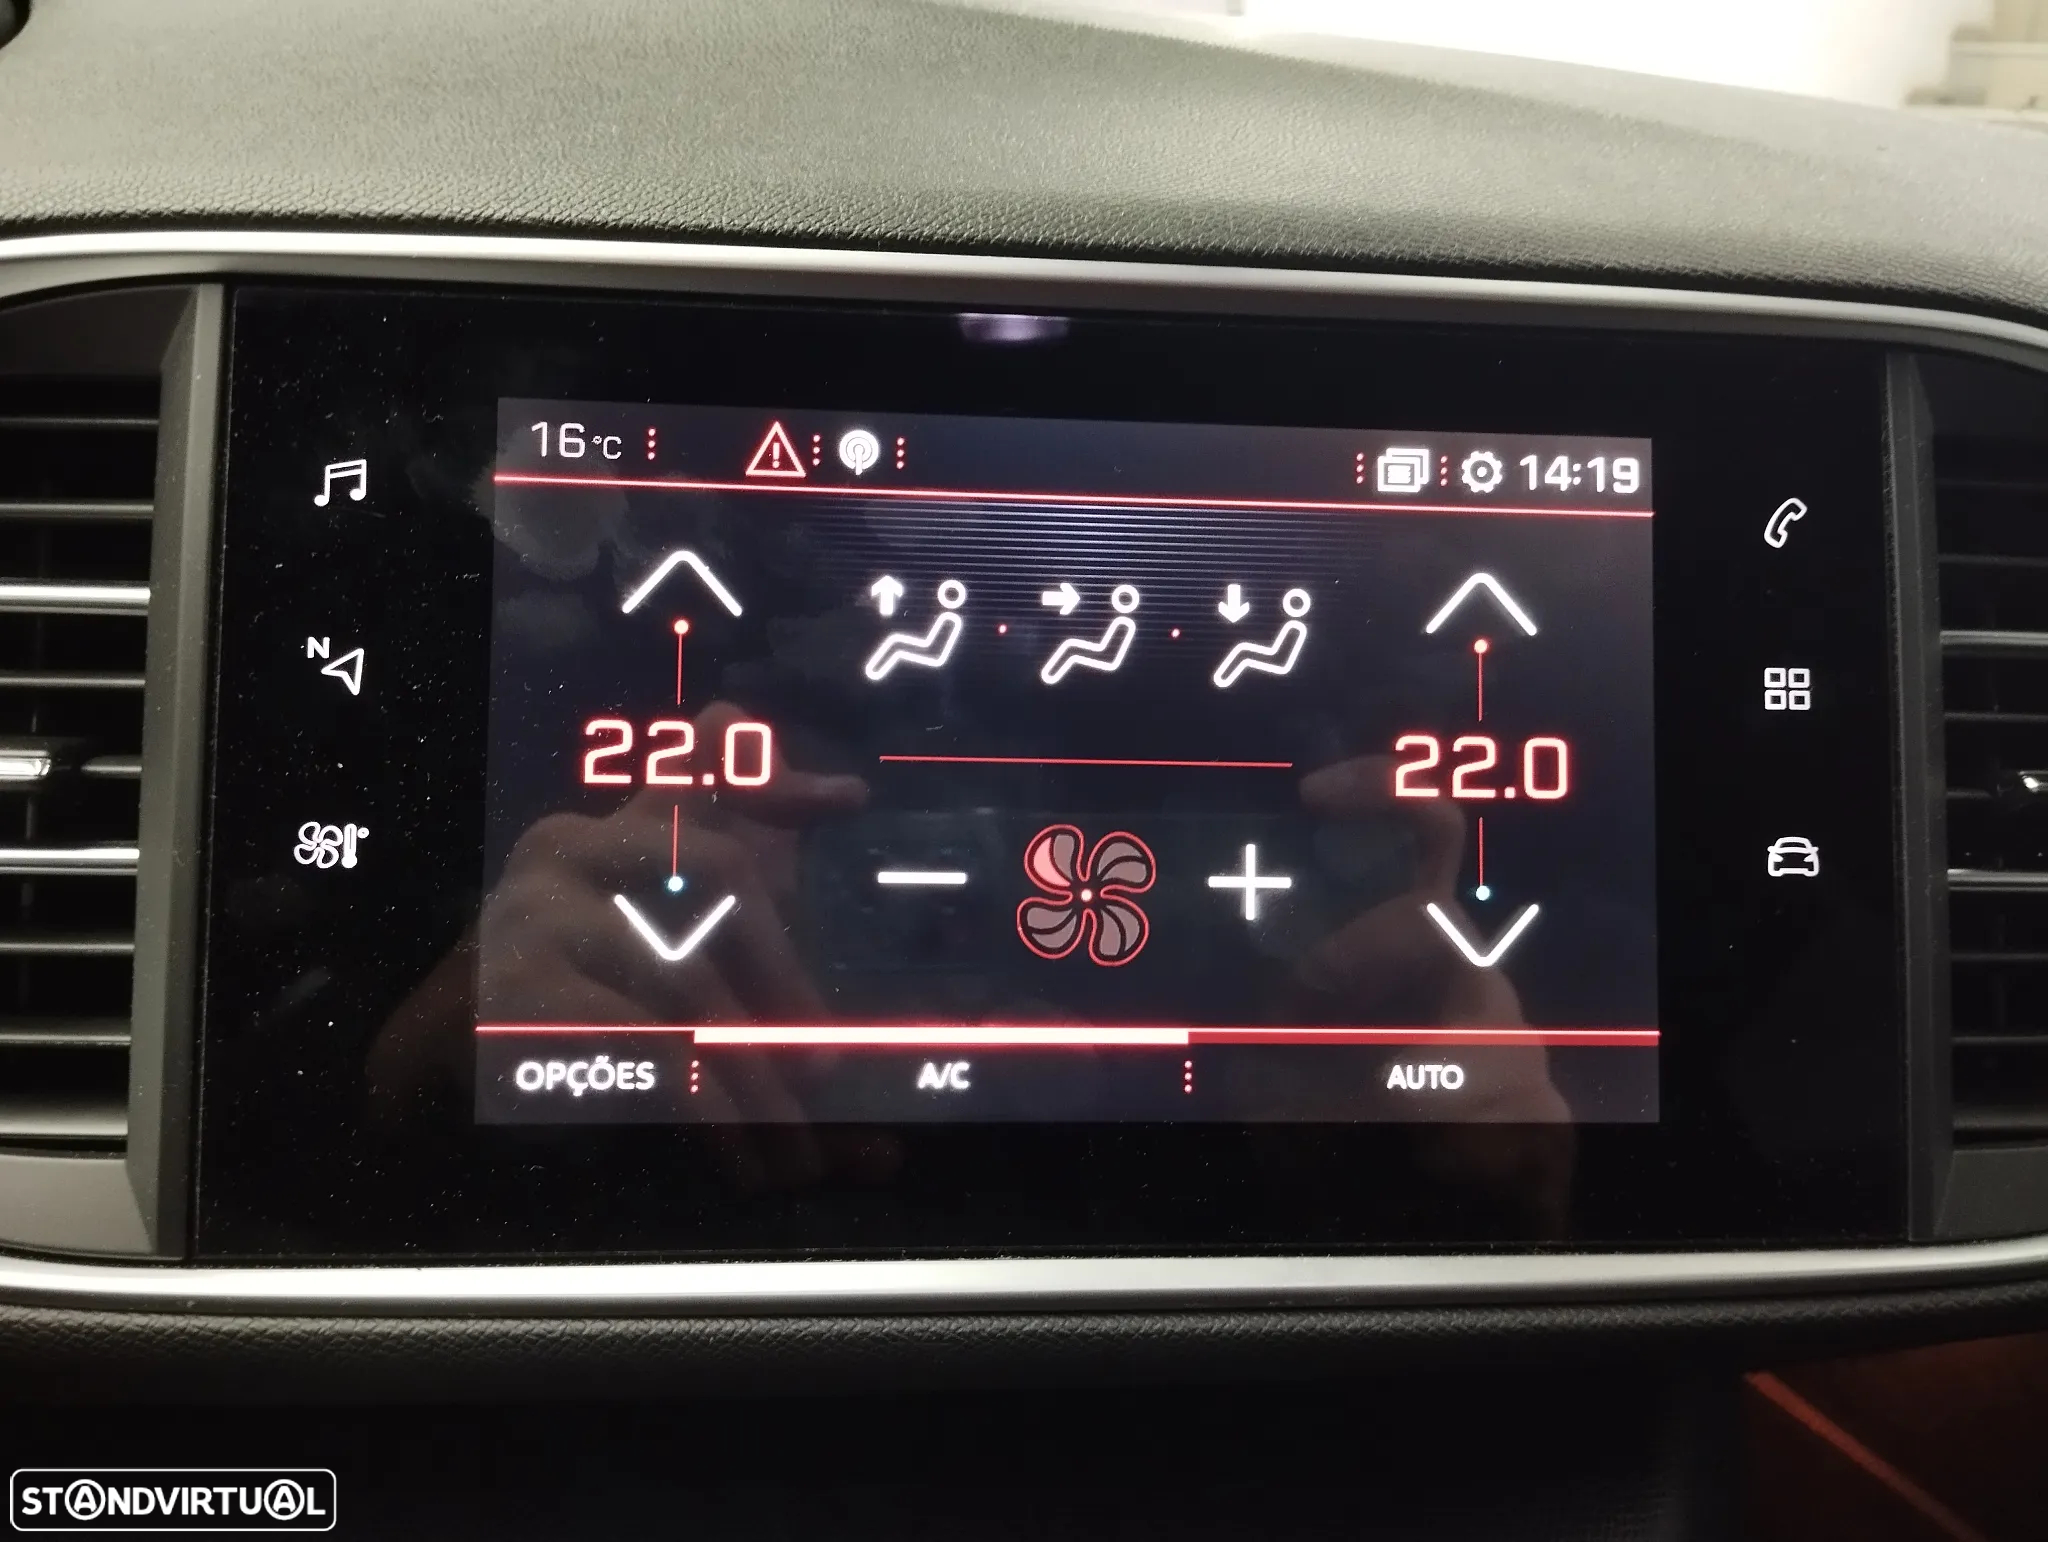 16°C
14:19
N
22.0
22.0
OPÇÕES
A/C
AUTO
STANDVIRTUAL